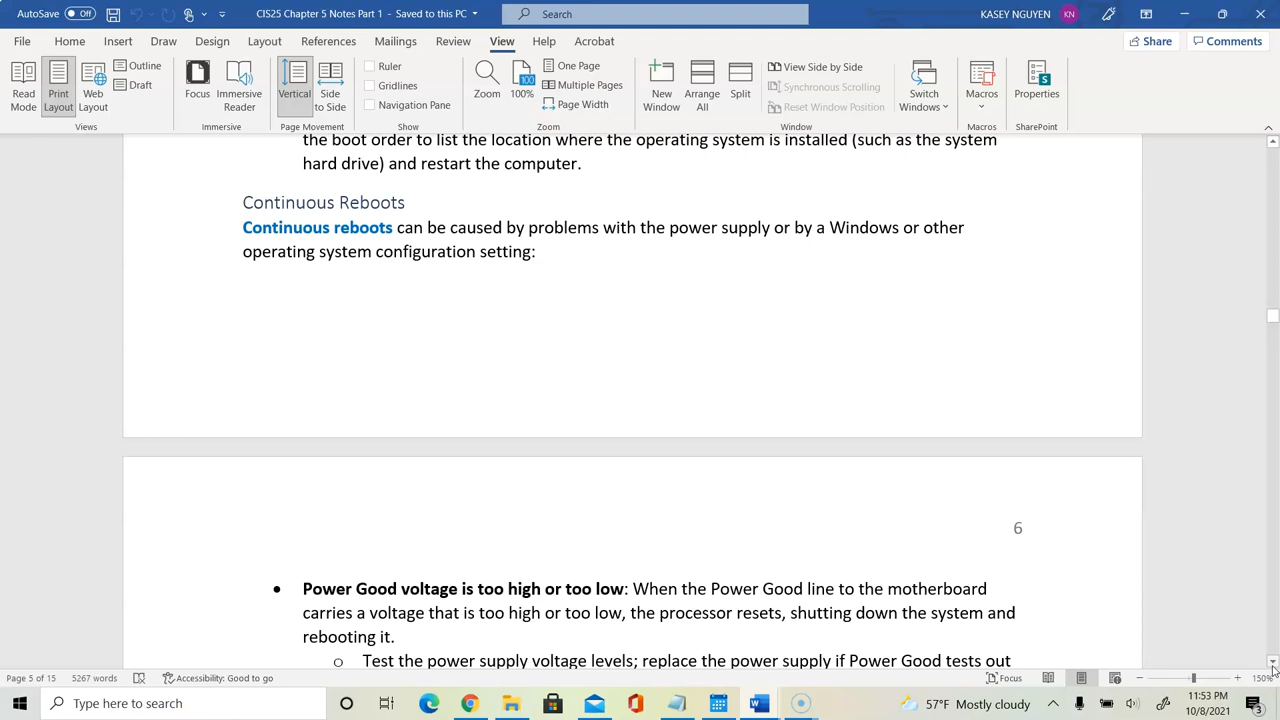 AutoSave Off CIS25 Session 5 Part 1 - Saved to this PC Search KASEY NGUYEN KN
File Home Insert Draw Design Layout References Mailings Review View Help Acrobat Share Comments
Read Mode
Print Layout
Web Layout
Outline
Draft
Views
Focus
Immersive Reader
Immersive
Vertical
Side to Side
Page Movement
Ruler
Gridlines
Navigation Pane
Show
Zoom
100
100%
One Page
Multiple Pages
Page Width
Zoom
New Window
Arrange All
Split
View Side by Side
Synchronous Scrolling
Reset Window Position
Switch Windows
Window
Macros
Macros
Properties
SharePoint
the boot order to list the location where the operating system is installed (such as the system
hard drive) and restart the computer.
Continuous Reboots
Continuous reboots can be caused by problems with the power supply or by a Windows or other
operating system configuration setting:
6
• Power Good voltage is too high or too low: When the Power Good line to the motherboard
carries a voltage that is too high or too low, the processor resets, shutting down the system and
rebooting it.
o Test the power supply voltage levels; replace the power supply if Power Good tests out
Page 5 of 15 5267 words Accessibility: Good to go Focus 150%
Type here to search
57°F Mostly cloudy
11:53 PM
10/8/2021
3